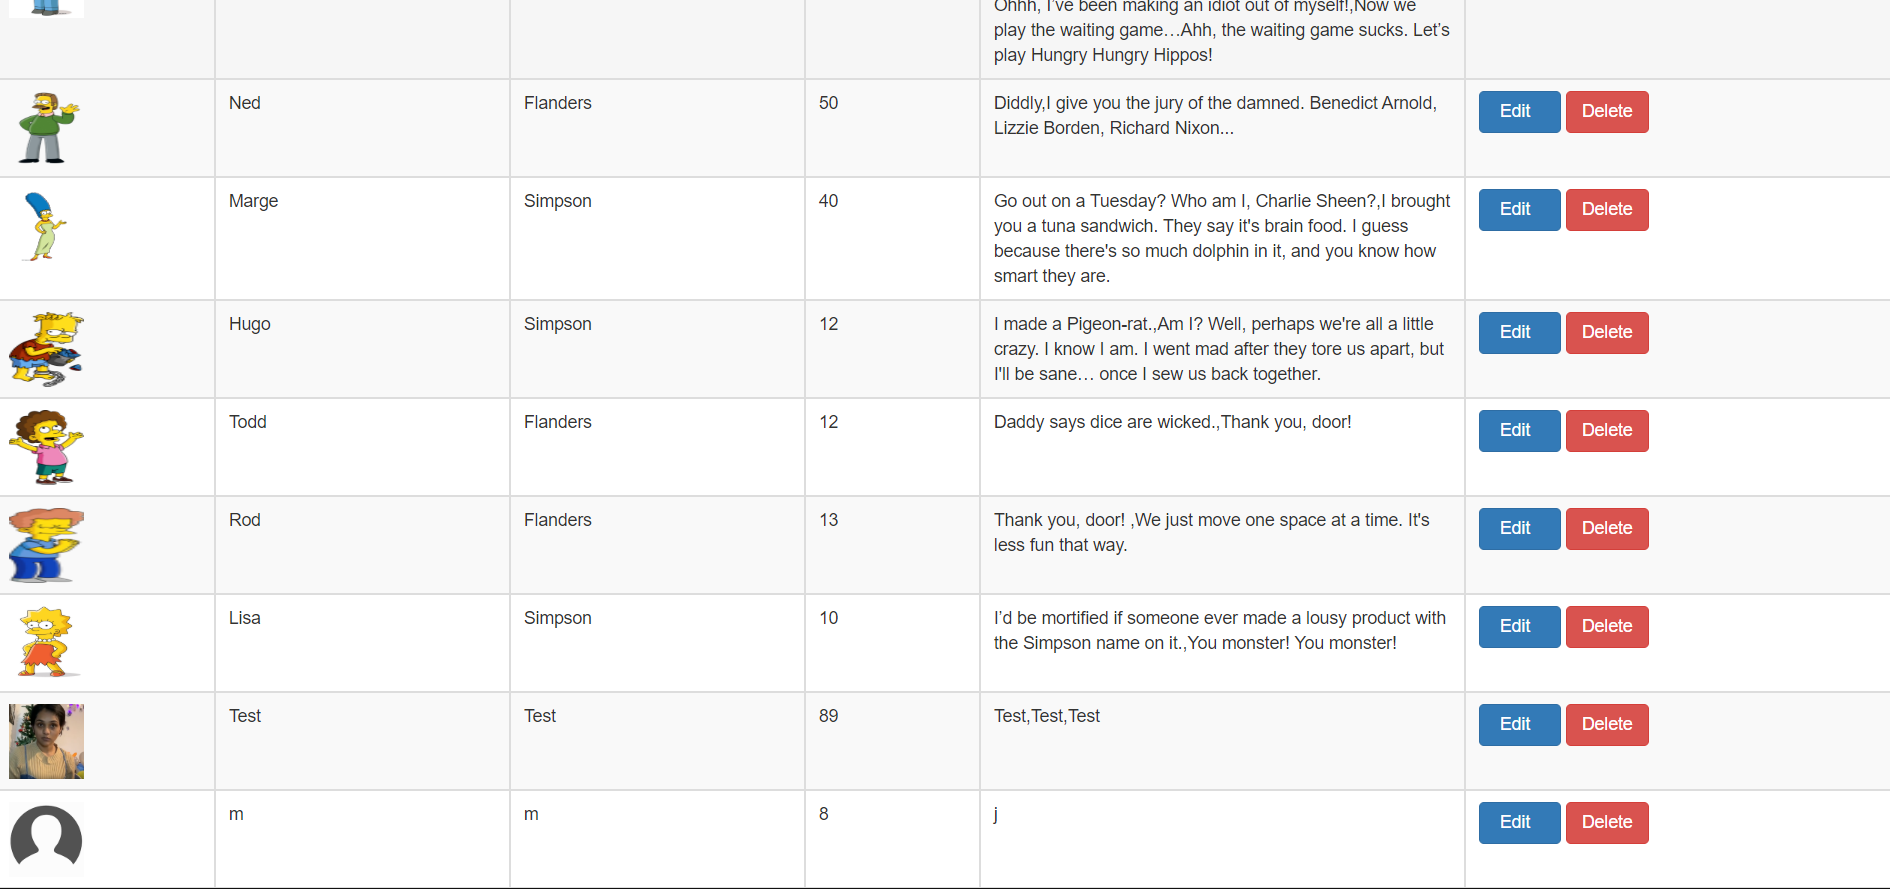 Ohhh, I’ve been making an idiot out of myself!,Now we
play the waiting game…Ahh, the waiting game sucks. Let’s
play Hungry Hungry Hippos!
Ned Flanders 50 Diddly,I give you the jury of the damned. Benedict Arnold, Edit Delete
Lizzie Borden, Richard Nixon...
Marge Simpson 40 Go out on a Tuesday? Who am I, Charlie Sheen?,I brought Edit Delete
you a tuna sandwich. They say it's brain food. I guess
because there's so much dolphin in it, and you know how
smart they are.
Hugo Simpson 12 I made a Pigeon-rat.,Am I? Well, perhaps we're all a little Edit Delete
crazy. I know I am. I went mad after they tore us apart, but
I'll be sane… once I sew us back together.
Todd Flanders 12 Daddy says dice are wicked.,Thank you, door! Edit Delete
Rod Flanders 13 Thank you, door! ,We just move one space at a time. It's Edit Delete
less fun that way.
Lisa Simpson 10 I’d be mortified if someone ever made a lousy product with Edit Delete
the Simpson name on it.,You monster! You monster!
Test Test 89 Test,Test,Test Edit Delete
m m 8 j Edit Delete